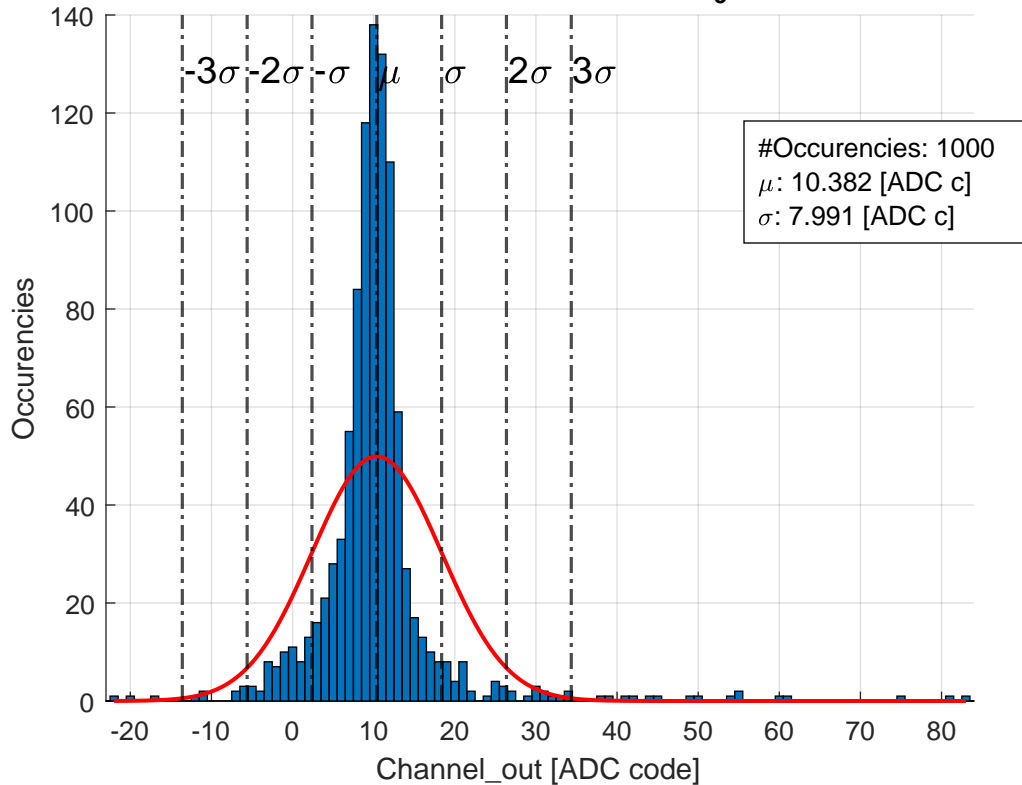 140
120
100
80
60
40
20
0
Occurencies
-3σ -2σ -σ μ σ 2σ 3σ
#Occurencies: 1000
μ: 10.382 [ADC c]
σ: 7.991 [ADC c]
-20 -10 0 10 20 30 40 50 60 70 80
Channel_out [ADC code]